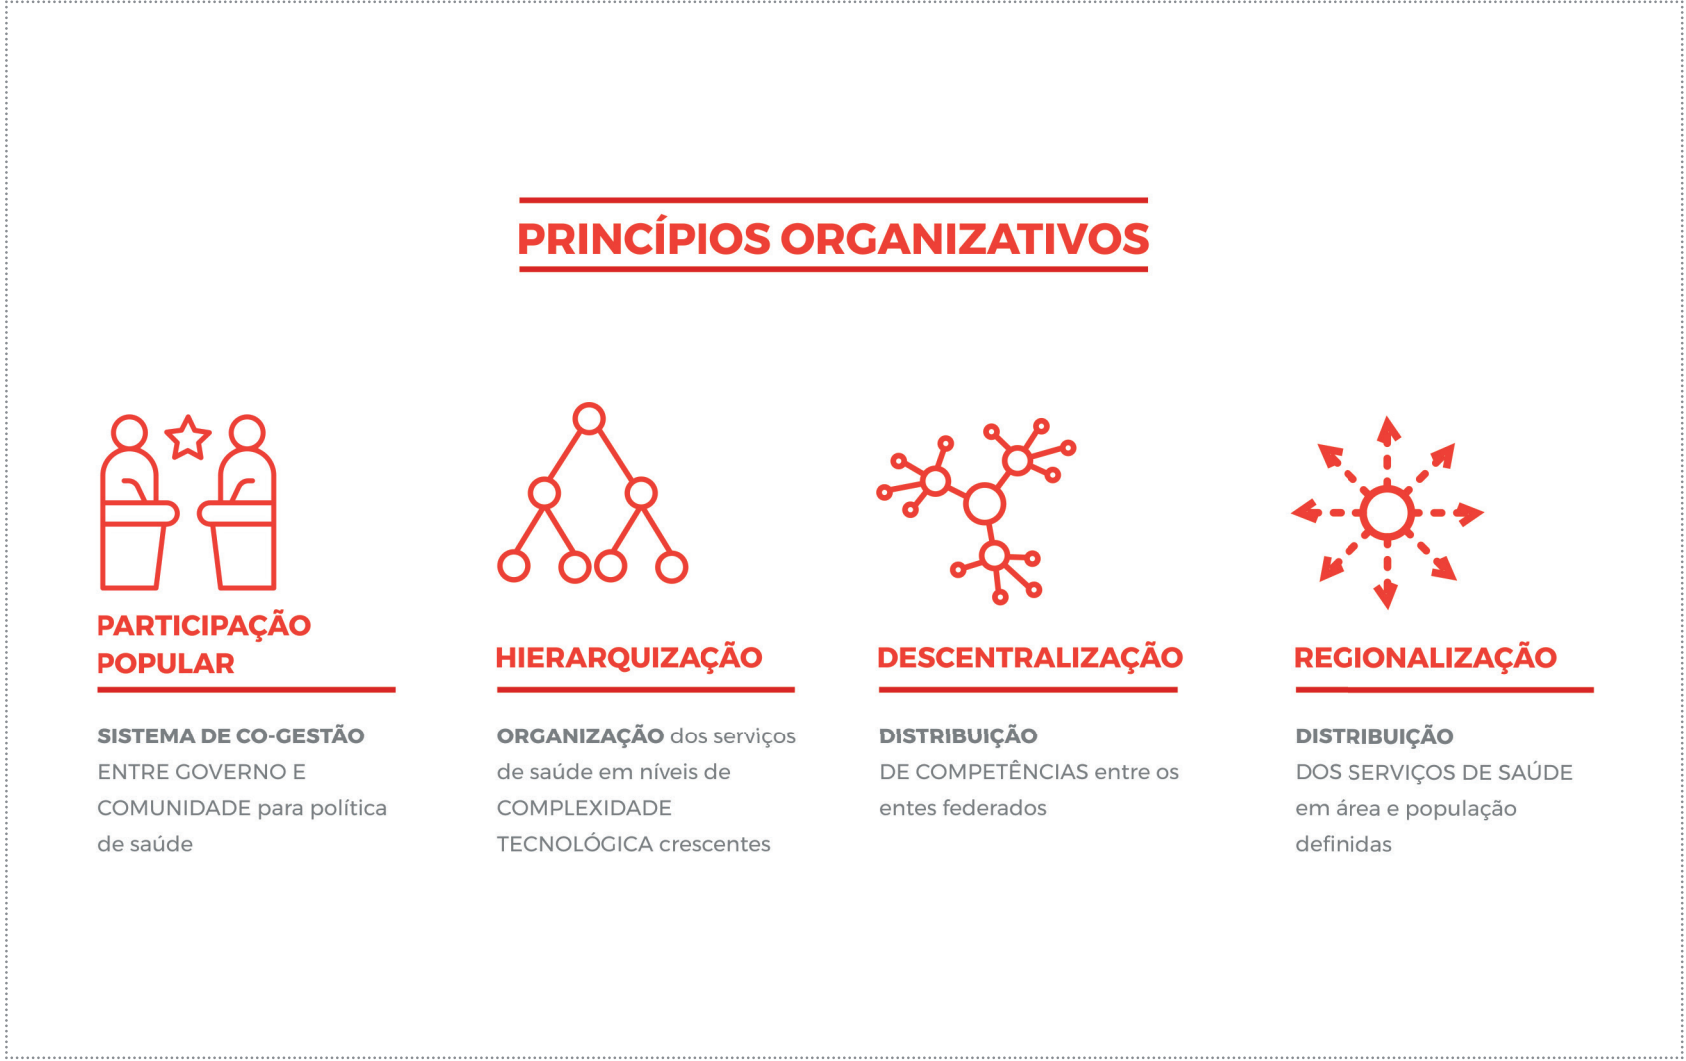 PRINCÍPIOS ORGANIZATIVOS
PARTICIPAÇÃO
POPULAR
SISTEMA DE CO-GESTÃO
ENTRE GOVERNO E
COMUNIDADE para política
de saúde
HIERARQUIZAÇÃO
ORGANIZAÇÃO dos serviços
de saúde em níveis de
COMPLEXIDADE
TECNOLÓGICA crescentes
DESCENTRALIZAÇÃO
DISTRIBUIÇÃO
DE COMPETÊNCIAS entre os
entes federados
REGIONALIZAÇÃO
DISTRIBUIÇÃO
DOS SERVIÇOS DE SAÚDE
em área e população
definidas